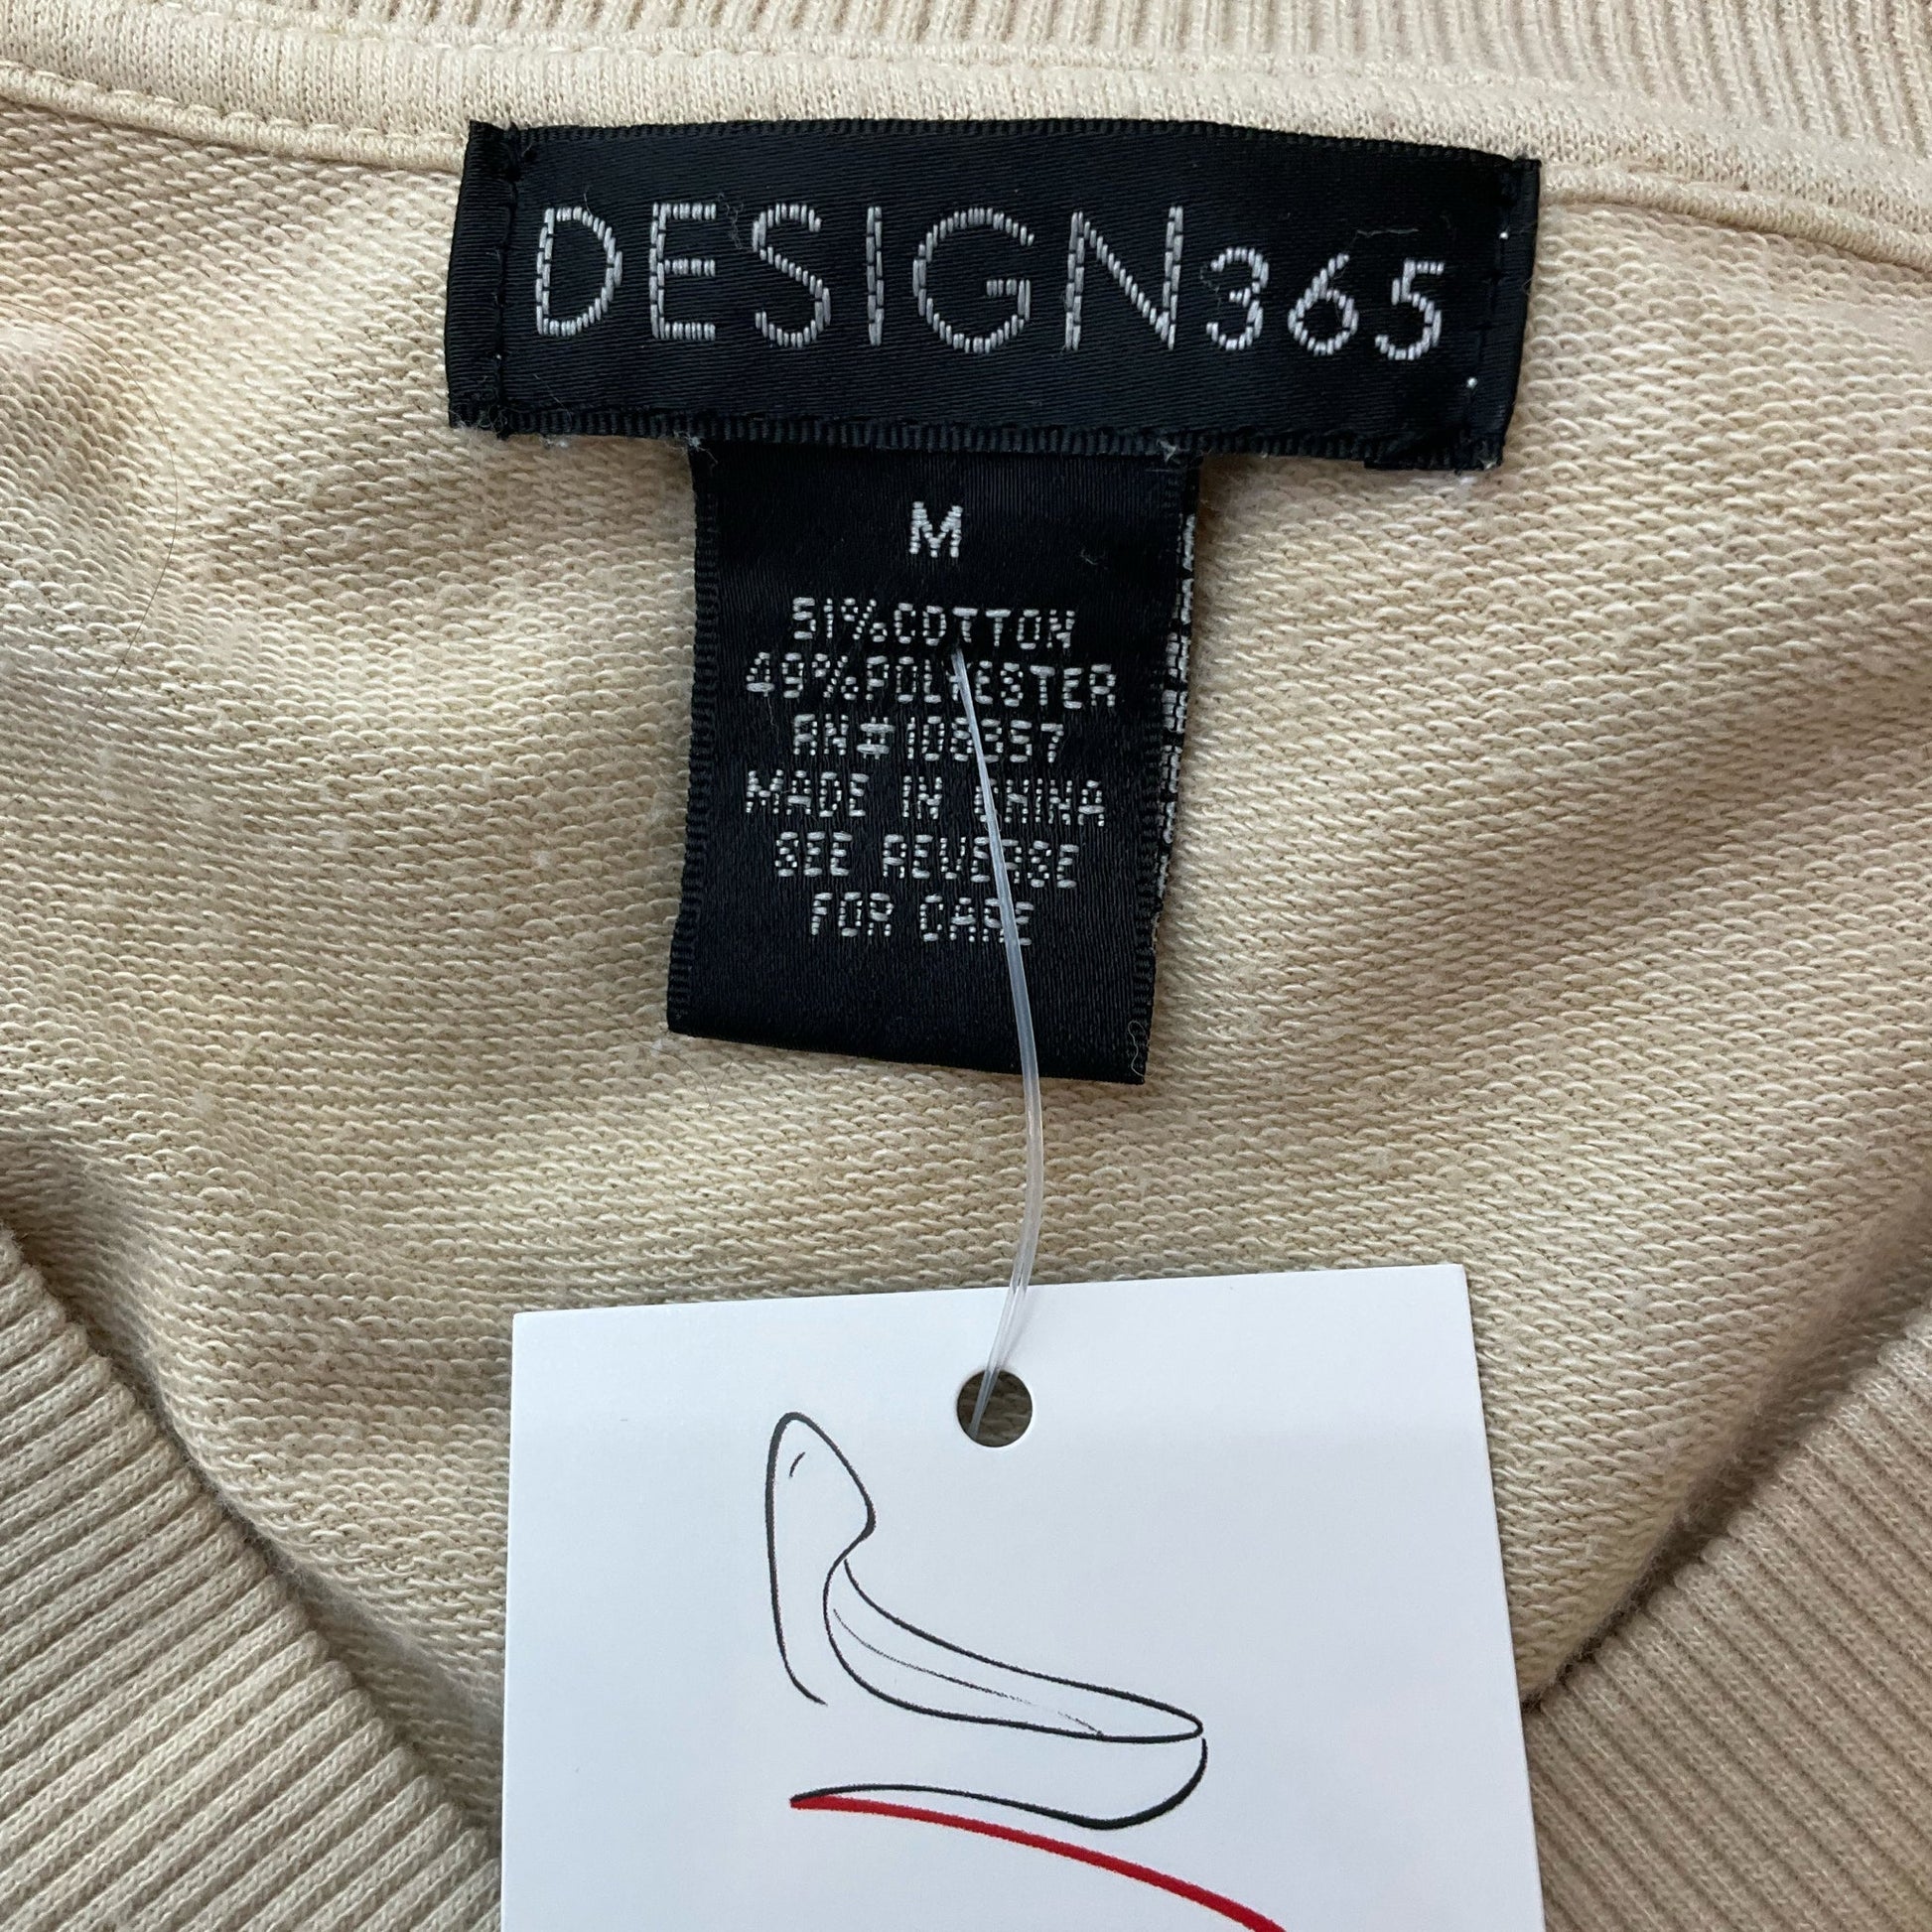 DESIGN365
M
51%COTTON
49%POLYESTER
RN#108357
MADE IN CHINA
SEE REVERSE
FOR CARE